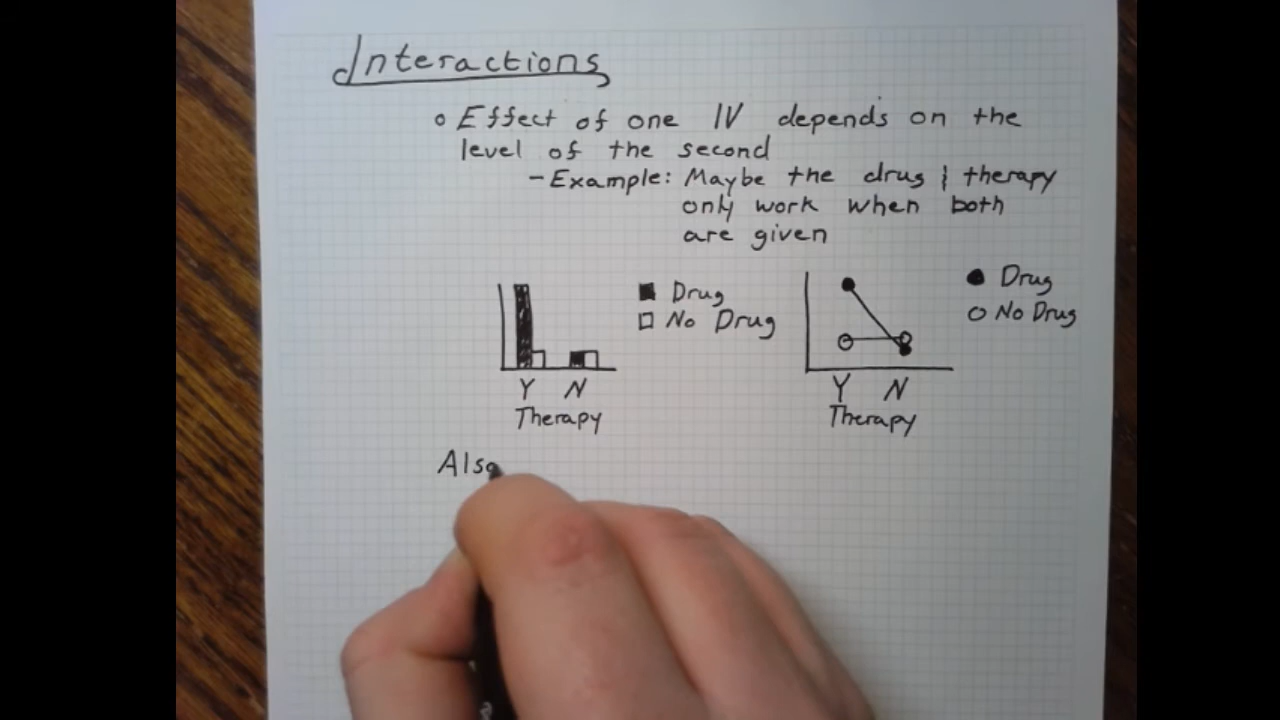 Interactions
Effect of one IV depends on the
level of the second
- Example: Maybe the drug & therapy
only work when both
are given
Drug
No Drug
Y N
Therapy
Drug
No Drug
Y N
Therapy
Also